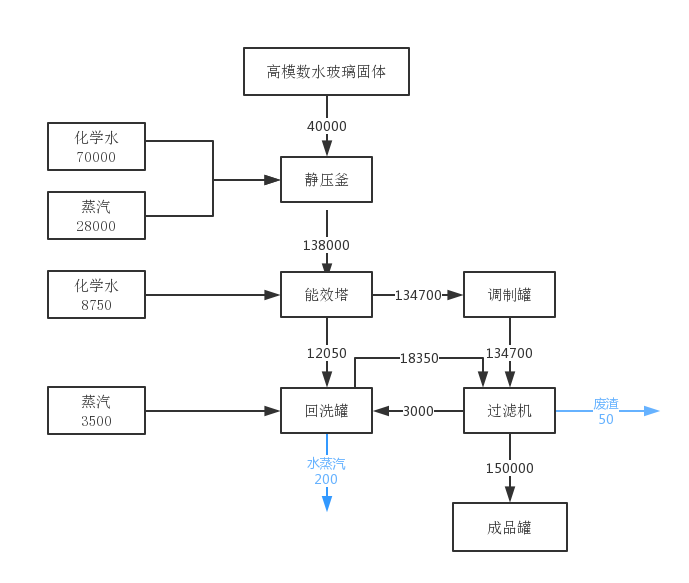 高模数水玻璃固体
40000
化学水
70000
静压釜
蒸汽
28000
138000
化学水
8750
能效塔
134700
调制罐
12050
18350
134700
蒸汽
3500
回洗罐
3000
过滤机
废渣
50
水蒸汽
200
150000
成品罐